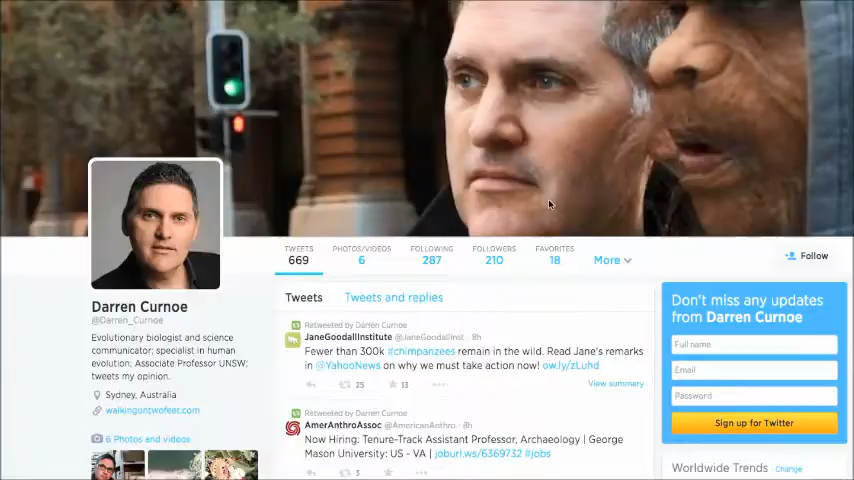 TWEETS
669
PHOTOS/VIDEOS
6
FOLLOWING
287
FOLLOWERS
210
FAVORITES
18
More
Follow
Darren Curnoe
@Darren_Curnoe
Evolutionary biologist and science
communicator; specialist in human
evolution; Associate Professor UNSW;
tweets my opinion.
Sydney, Australia
walkingontwofeet.com
6 Photos and videos
Tweets
Tweets and replies
Retweeted by Darren Curnoe
JaneGoodallInstitute @JaneGoodallInst · 8h
Fewer than 300k #chimpanzees remain in the wild. Read Jane's remarks
in @YahooNews on why we must take action now! ow.ly/zLuhd
25
13
View summary
Retweeted by Darren Curnoe
AmerAnthroAssoc @AmericanAnthro · 8h
Now Hiring: Tenure-Track Assistant Professor, Archaeology | George
Mason University: US - VA | joburl.ws/6369732 #jobs
3
Don't miss any updates
from Darren Curnoe
Full name
Email
Password
Sign up for Twitter
Worldwide Trends · Change